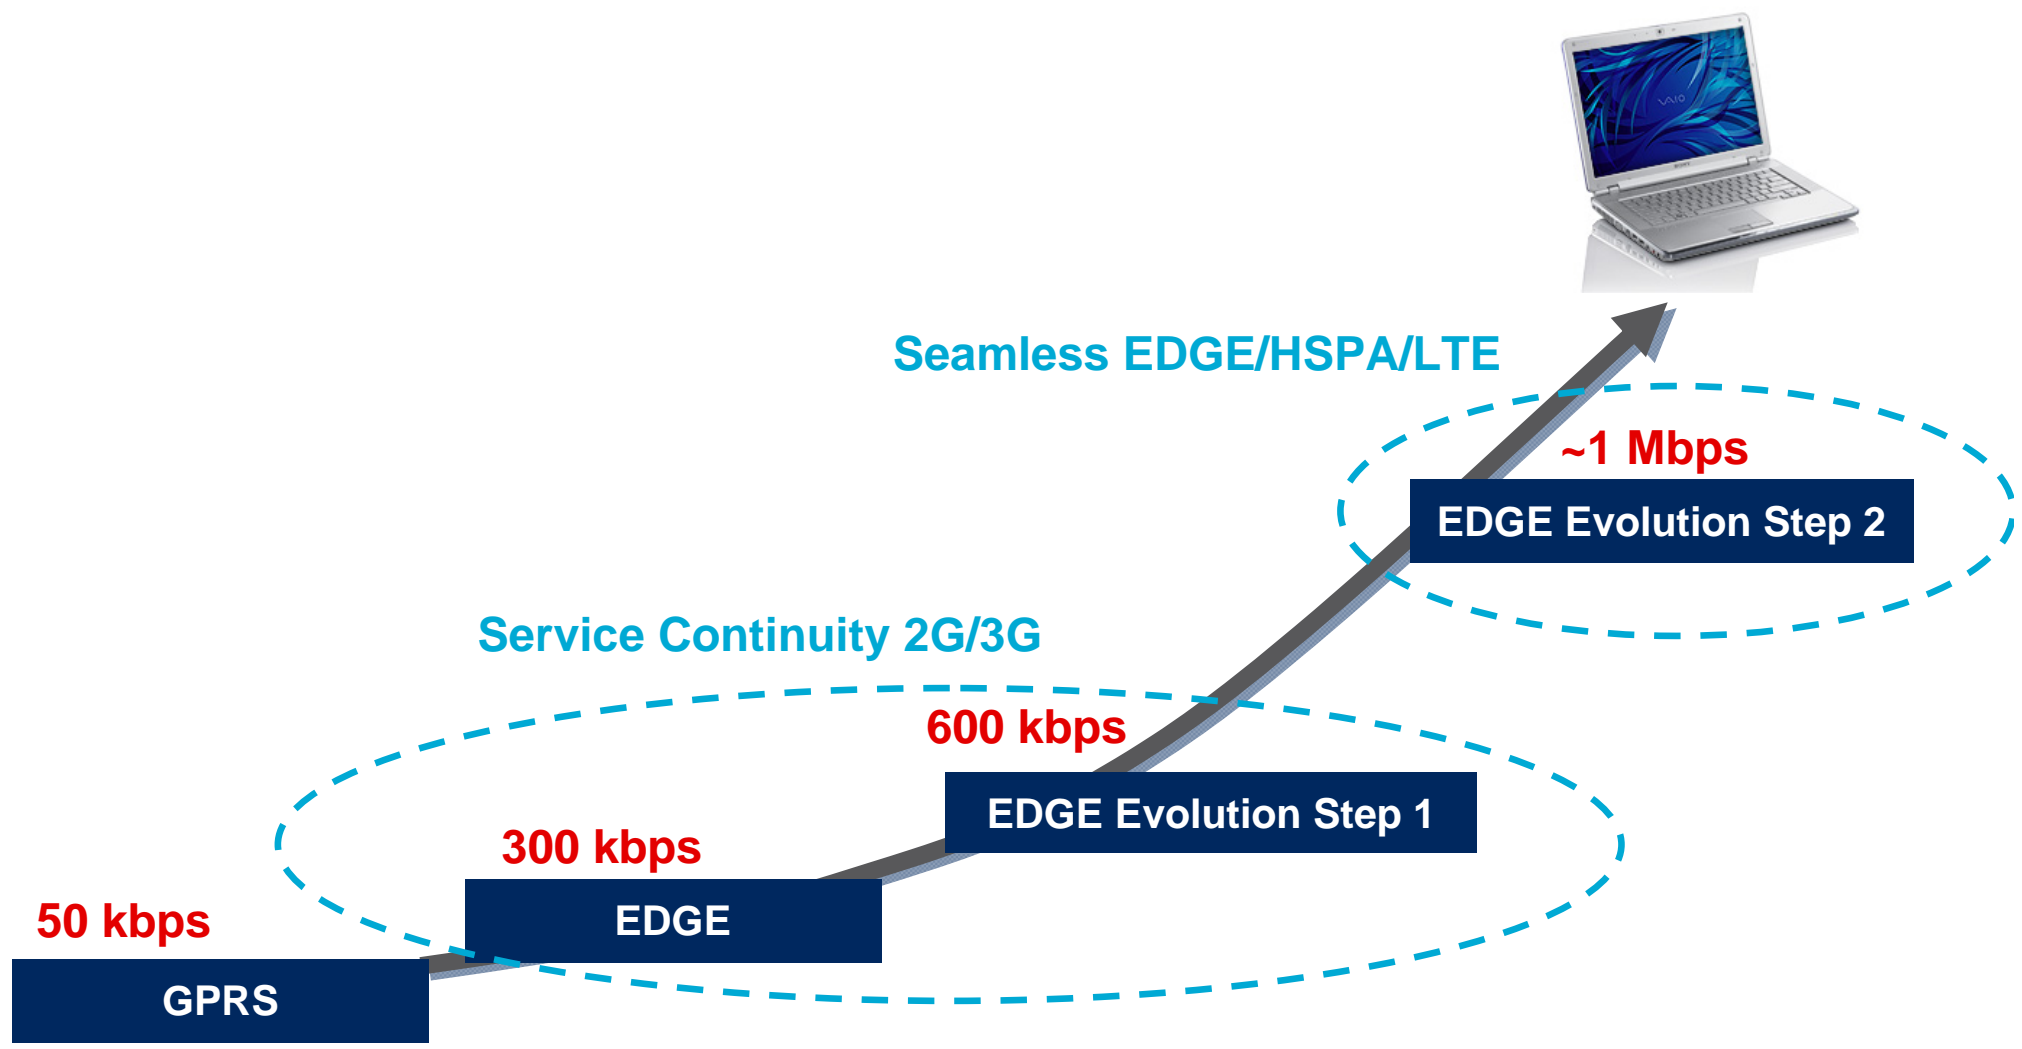 VAIO
Seamless EDGE/HSPA/LTE
~1 Mbps
EDGE Evolution Step 2
Service Continuity 2G/3G
600 kbps
EDGE Evolution Step 1
300 kbps
EDGE
50 kbps
GPRS